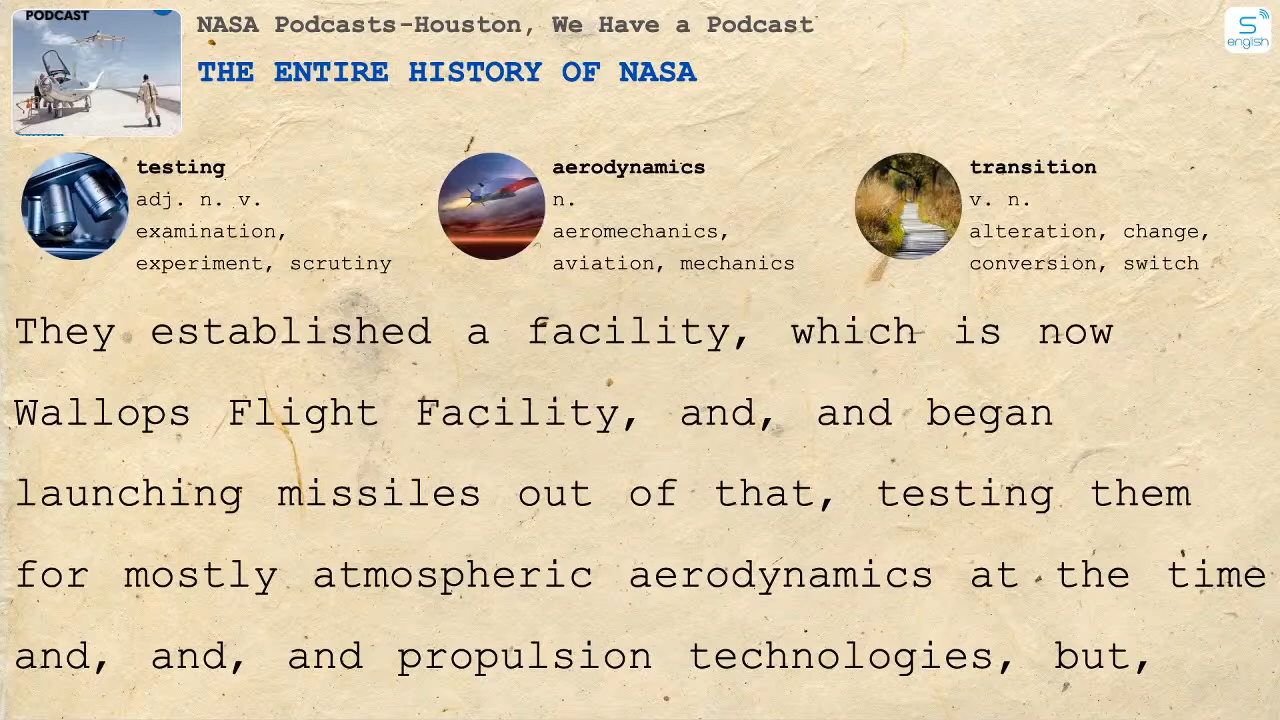 PODCAST
NASA Podcasts-Houston, We Have a Podcast
THE ENTIRE HISTORY OF NASA
S
english
testing
adj. n. v.
examination,
experiment, scrutiny
aerodynamics
n.
aeromechanics,
aviation, mechanics
transition
v. n.
alteration, change,
conversion, switch
They established a facility, which is now
Wallops Flight Facility, and, and began
launching missiles out of that, testing them
for mostly atmospheric aerodynamics at the time
and, and, and propulsion technologies, but,